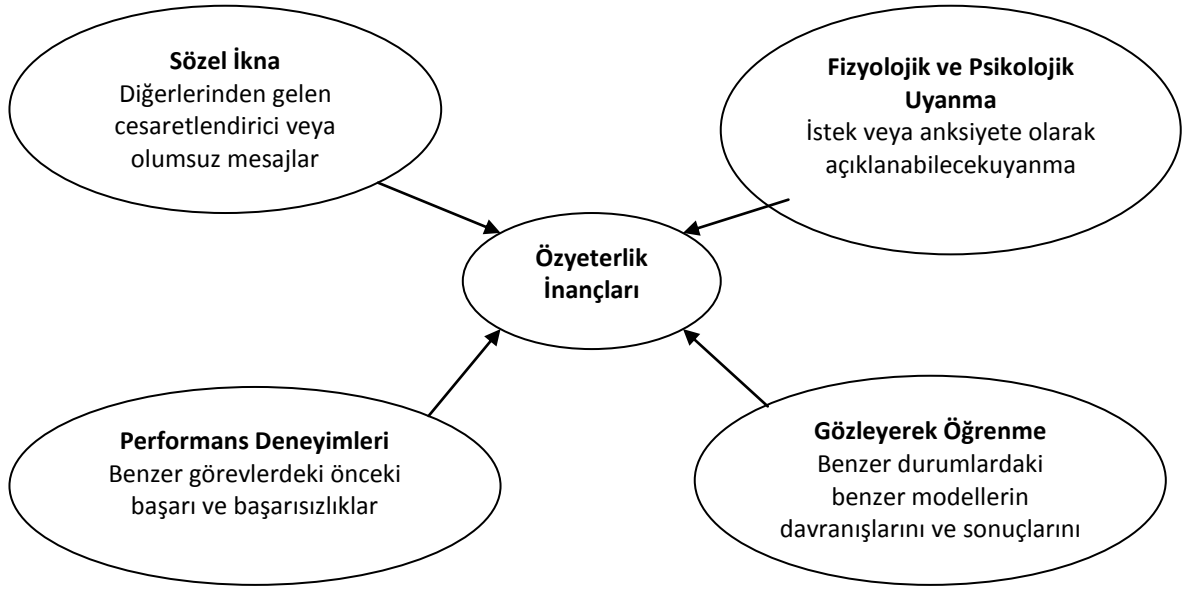 Sözel İkna
Diğerlerinden gelen
cesaretlendirici veya
olumsuz mesajlar
Fizyolojik ve Psikolojik
Uyanma
İstek veya anksiyete olarak
açıklanabilecekuyanma
Özyeterlik
İnançları
Performans Deneyimleri
Benzer görevlerdeki önceki
başarı ve başarısızlıklar
Gözleyerek Öğrenme
Benzer durumlardaki
benzer modellerin
davranışlarını ve sonuçlarını